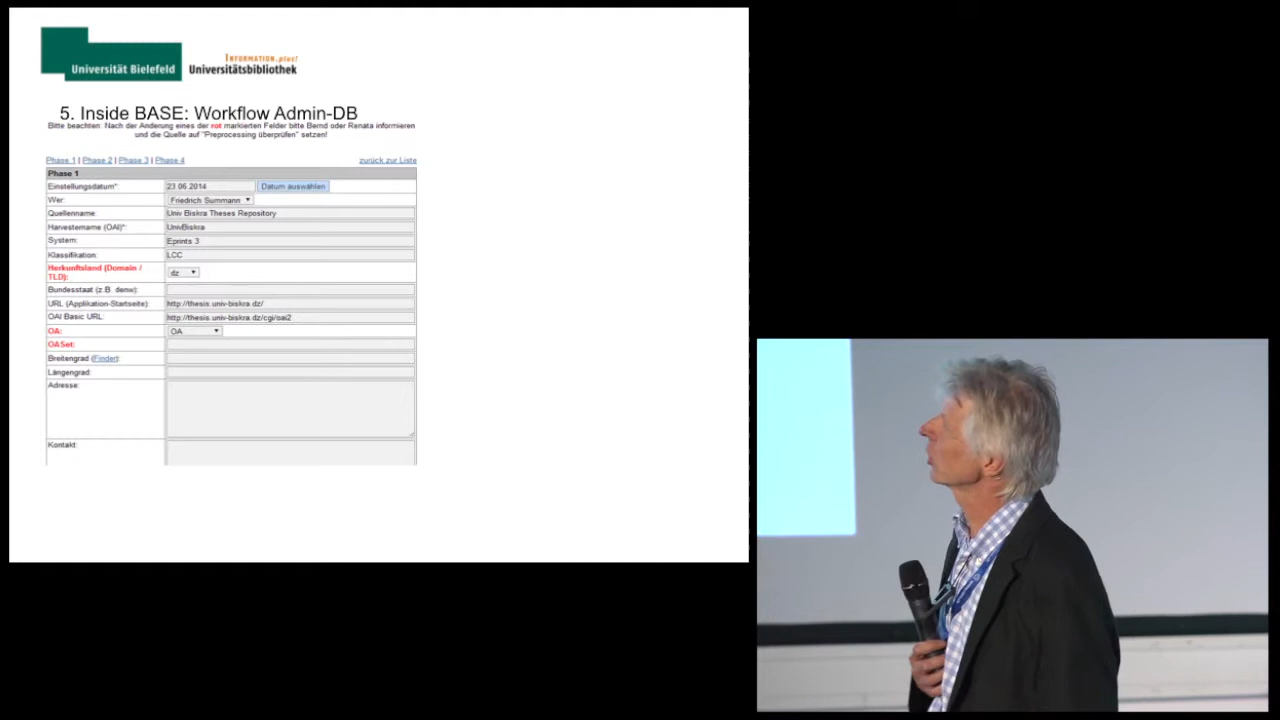 Universität Bielefeld
INFORMATION.plus!
Universitätsbibliothek
5. Inside BASE: Workflow Admin-DB
Bitte beachten: Nach der Änderung eines der rot markierten Felder bitte Bernd oder Renata informieren
und die Quelle auf "Preprocessing überprüfen" setzen!
Phase 1 | Phase 2 | Phase 3 | Phase 4 zurück zur Liste
Phase 1
Einstellungsdatum*: 23.06.2014 Datum auswählen
Wer: Friedrich Summann
Quellenname: Univ Biskra Theses Repository
Harvestername (OAI)*: UnivBiskra
System: Eprints 3
Klassifikation: LCC
Herkunftsland (Domain /
TLD): dz
Bundesstaat (z.B. denw):
URL (Applikation-Startseite): http://thesis.univ-biskra.dz/
OAI Basic URL: http://thesis.univ-biskra.dz/cgi/oai2
OA: OA
OASet:
Breitengrad (Finder):
Längengrad:
Adresse:
Kontakt: